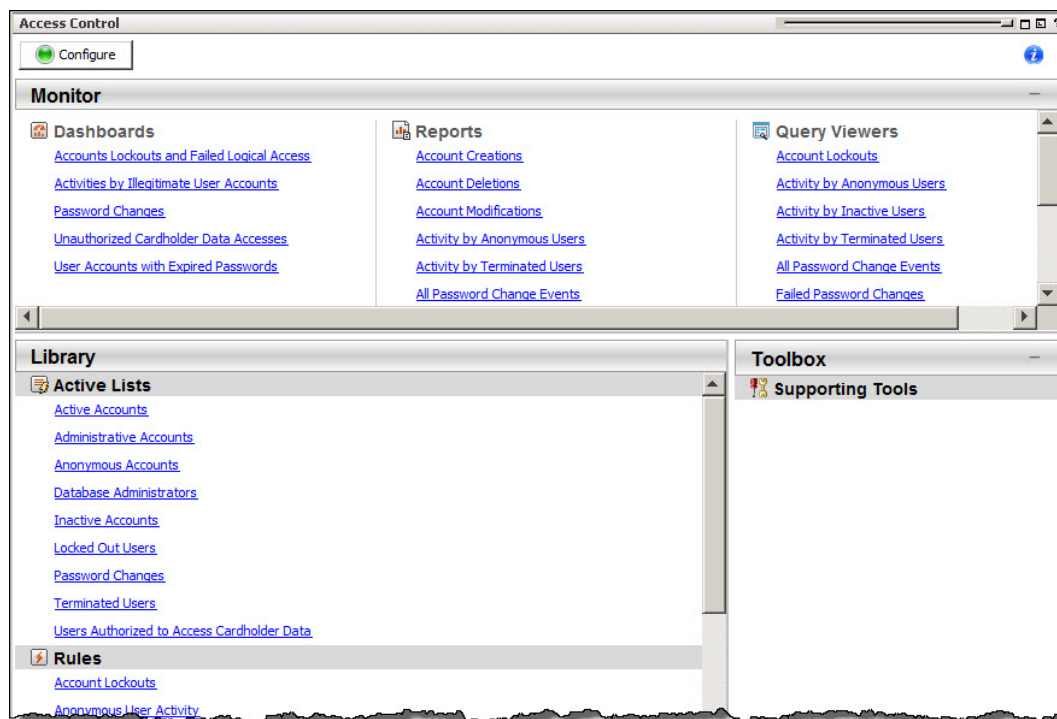 Access Control
Configure
Monitor
Dashboards
Accounts Lockouts and Failed Logical Access
Activities by Illegitimate User Accounts
Password Changes
Unauthorized Cardholder Data Accesses
User Accounts with Expired Passwords
Reports
Account Creations
Account Deletions
Account Modifications
Activity by Anonymous Users
Activity by Terminated Users
All Password Change Events
Query Viewers
Account Lockouts
Activity by Anonymous Users
Activity by Inactive Users
Activity by Terminated Users
All Password Change Events
Failed Password Changes
Library
Active Lists
Active Accounts
Administrative Accounts
Anonymous Accounts
Database Administrators
Inactive Accounts
Locked Out Users
Password Changes
Terminated Users
Users Authorized to Access Cardholder Data
Rules
Account Lockouts
Anonymous User Activity
Toolbox
Supporting Tools